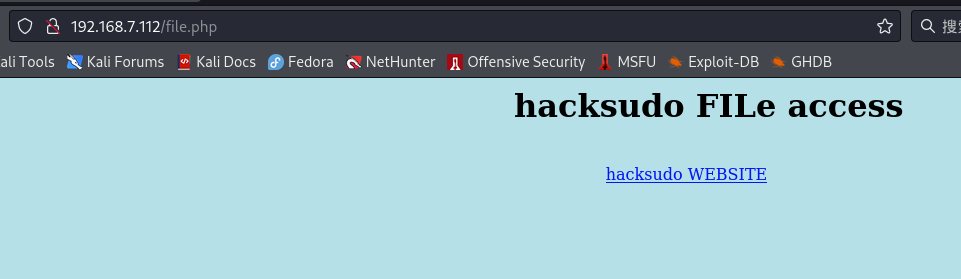 192.168.7.112/file.php
搜
ali Tools Kali Forums Kali Docs Fedora NetHunter Offensive Security MSFU Exploit-DB GHDB
hacksudo FILe access
hacksudo WEBSITE